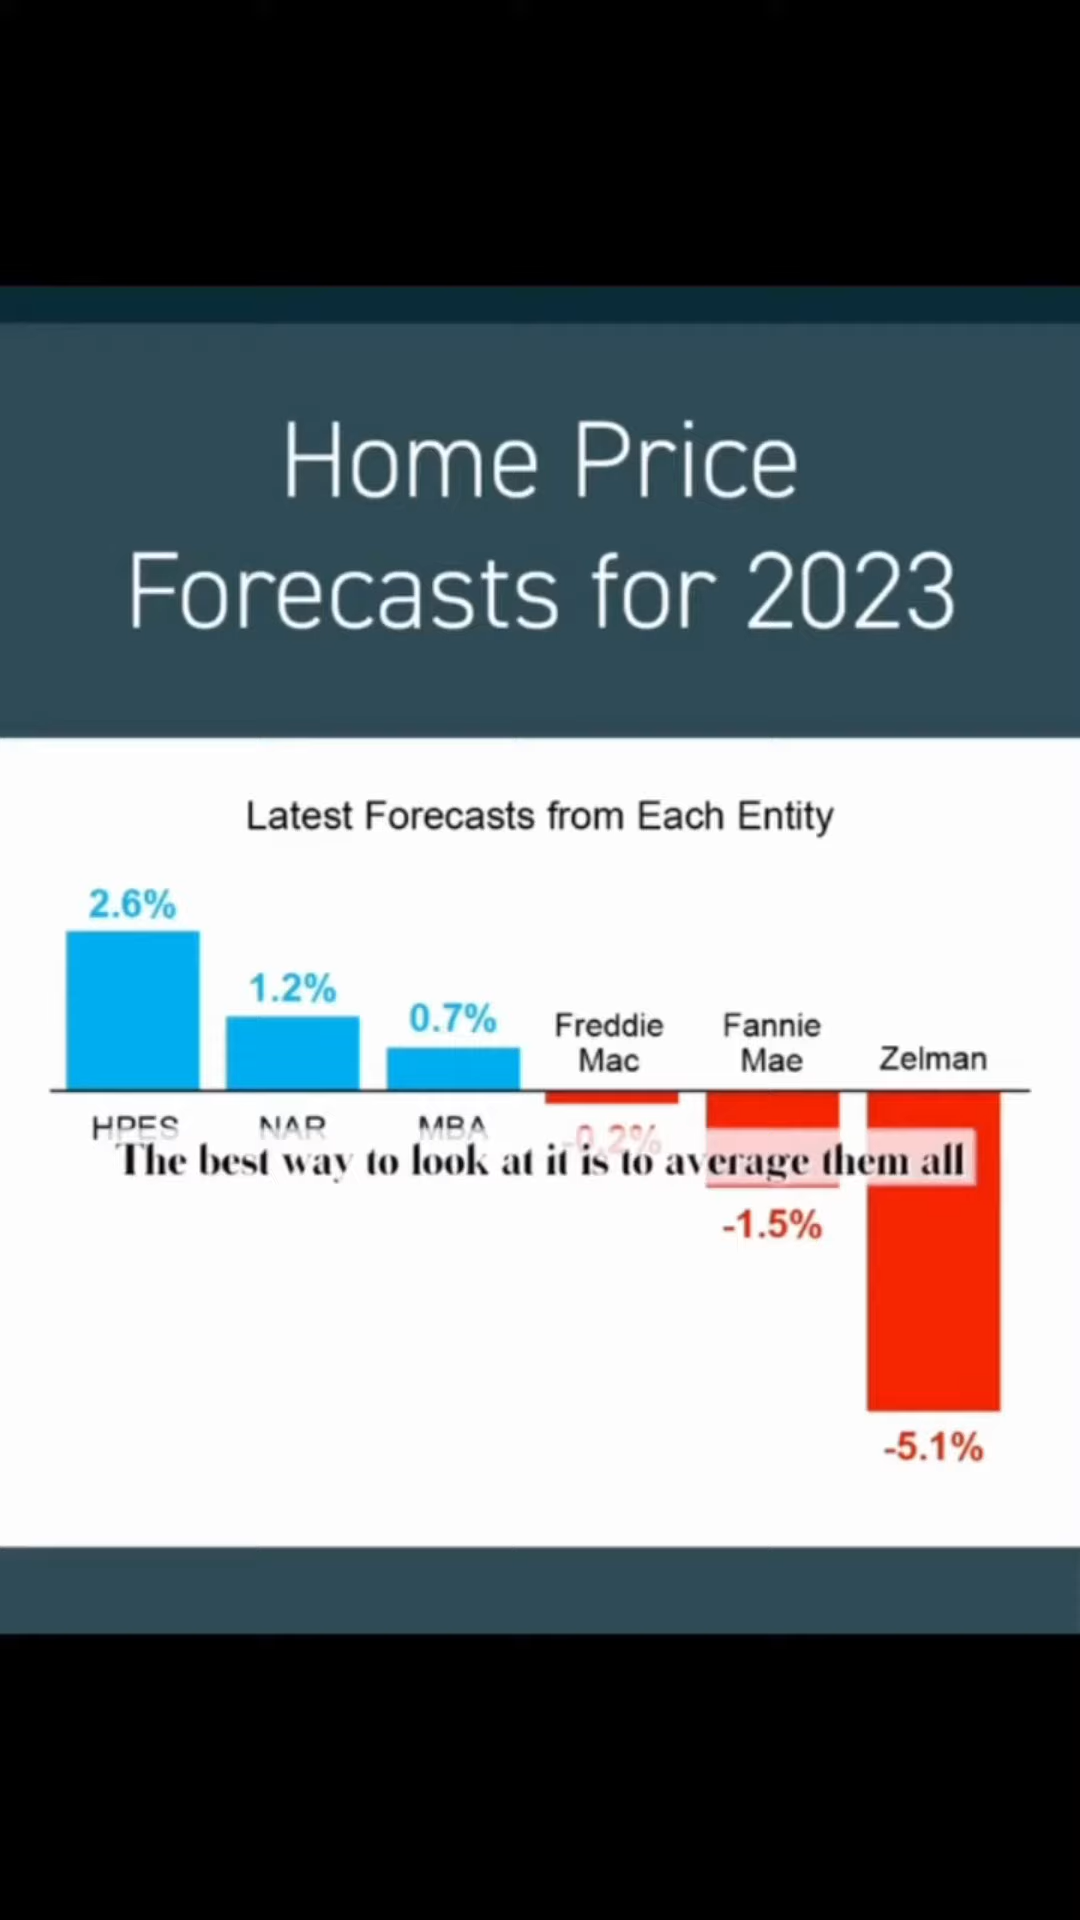 Home Price
Forecasts for 2023
Latest Forecasts from Each Entity
2.6%
1.2%
0.7%
Freddie
Mac
Fannie
Mae
Zelman
HPES
NAR
MBA
-0.2%
The best way to look at it is to average them all
-1.5%
-5.1%